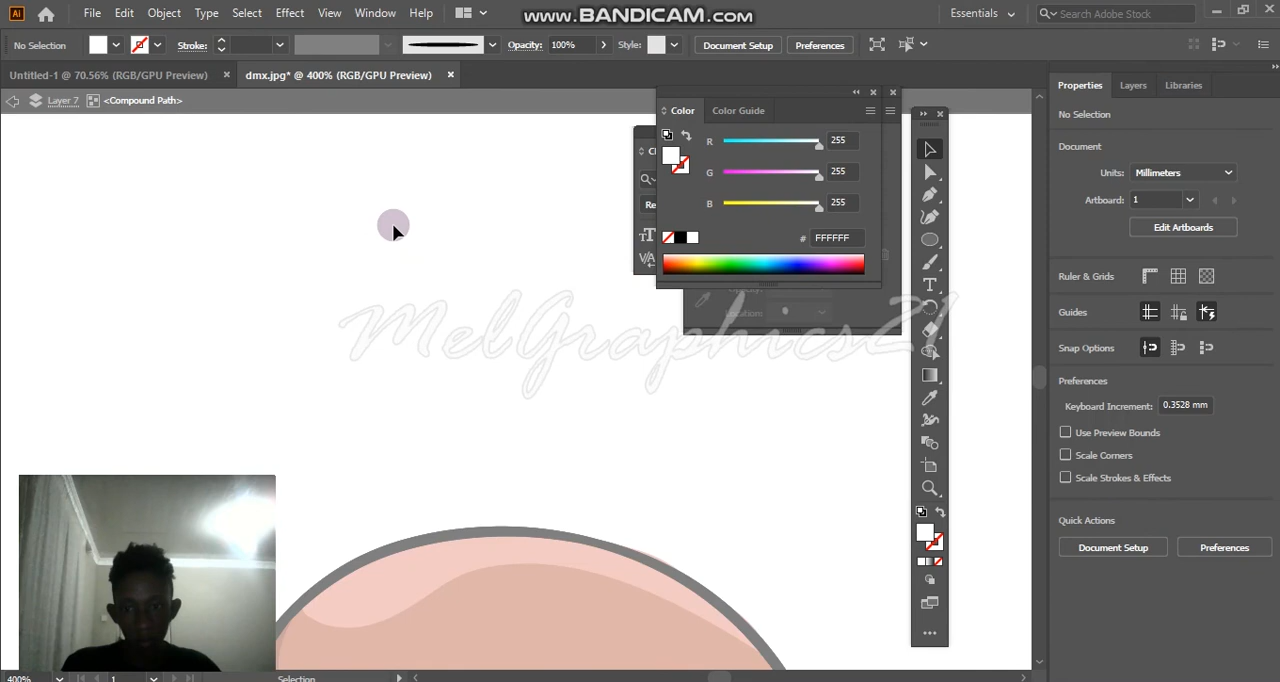 File Edit Object Type Select Effect View Window Help
www.BANDICAM.com
Essentials
Search Adobe Stock
No Selection
Stroke:
Opacity: 100%
Style:
Document Setup
Preferences
Untitled-1 @ 70.56% (RGB/GPU Preview)
dmx.jpg* @ 400% (RGB/GPU Preview)
Layer 7
<Compound Path>
Color
Color Guide
R 255
G 255
B 255
# FFFFFF
MelGraphics21
Properties
Layers
Libraries
No Selection
Document
Units: Millimeters
Artboard: 1
Edit Artboards
Ruler & Grids
Guides
Snap Options
Preferences
Keyboard Increment: 0.3528 mm
Use Preview Bounds
Scale Corners
Scale Strokes & Effects
Quick Actions
Document Setup
Preferences
400%
1
Selection